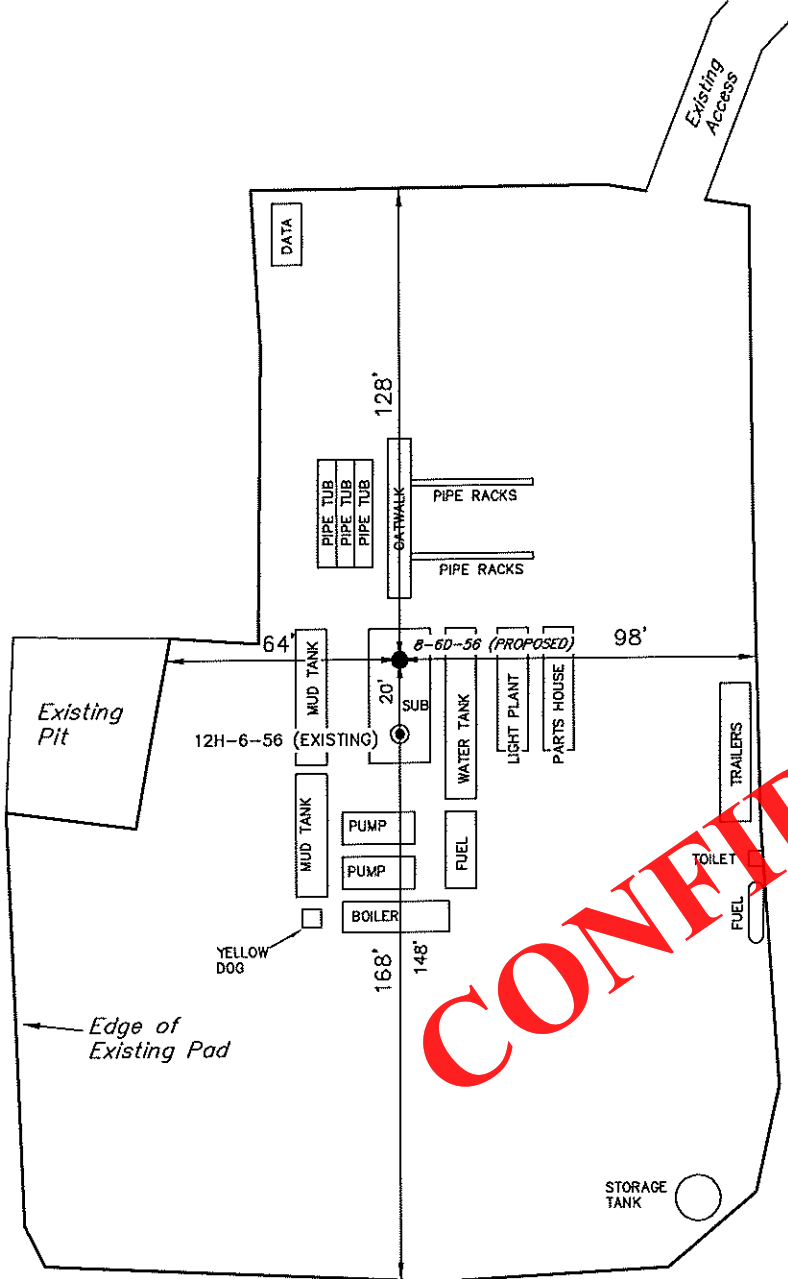 Existing
Access
DATA
128'
PIPE TUB
PIPE TUB
PIPE TUB
CATWALK
PIPE RACKS
PIPE RACKS
64'
8-6D-56 (PROPOSED)
98'
MUD TANK
20'
SUB
WATER TANK
LIGHT PLANT
PARTS HOUSE
Existing
Pit
12H-6-56 (EXISTING)
TRAILERS
MUD TANK
PUMP
PUMP
FUEL
TOILET
FUEL
BOILER
YELLOW
DOG
168'
148'
Edge of
Existing Pad
STORAGE
TANK